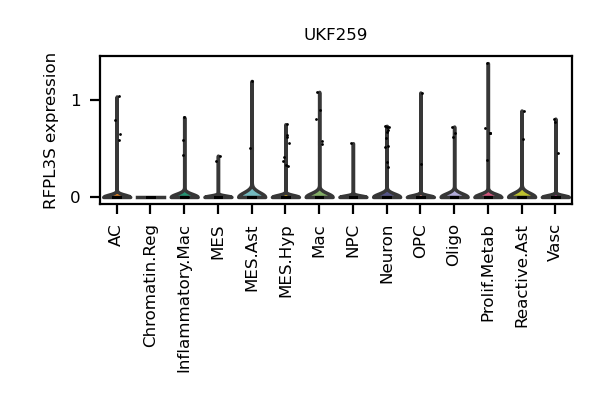 UKF259
RFPL3S expression
1
0
AC
Chromatin.Reg
Inflammatory.Mac
MES
MES.Ast
MES.Hyp
Mac
NPC
Neuron
OPC
Oligo
Prolif.Metab
Reactive.Ast
Vasc